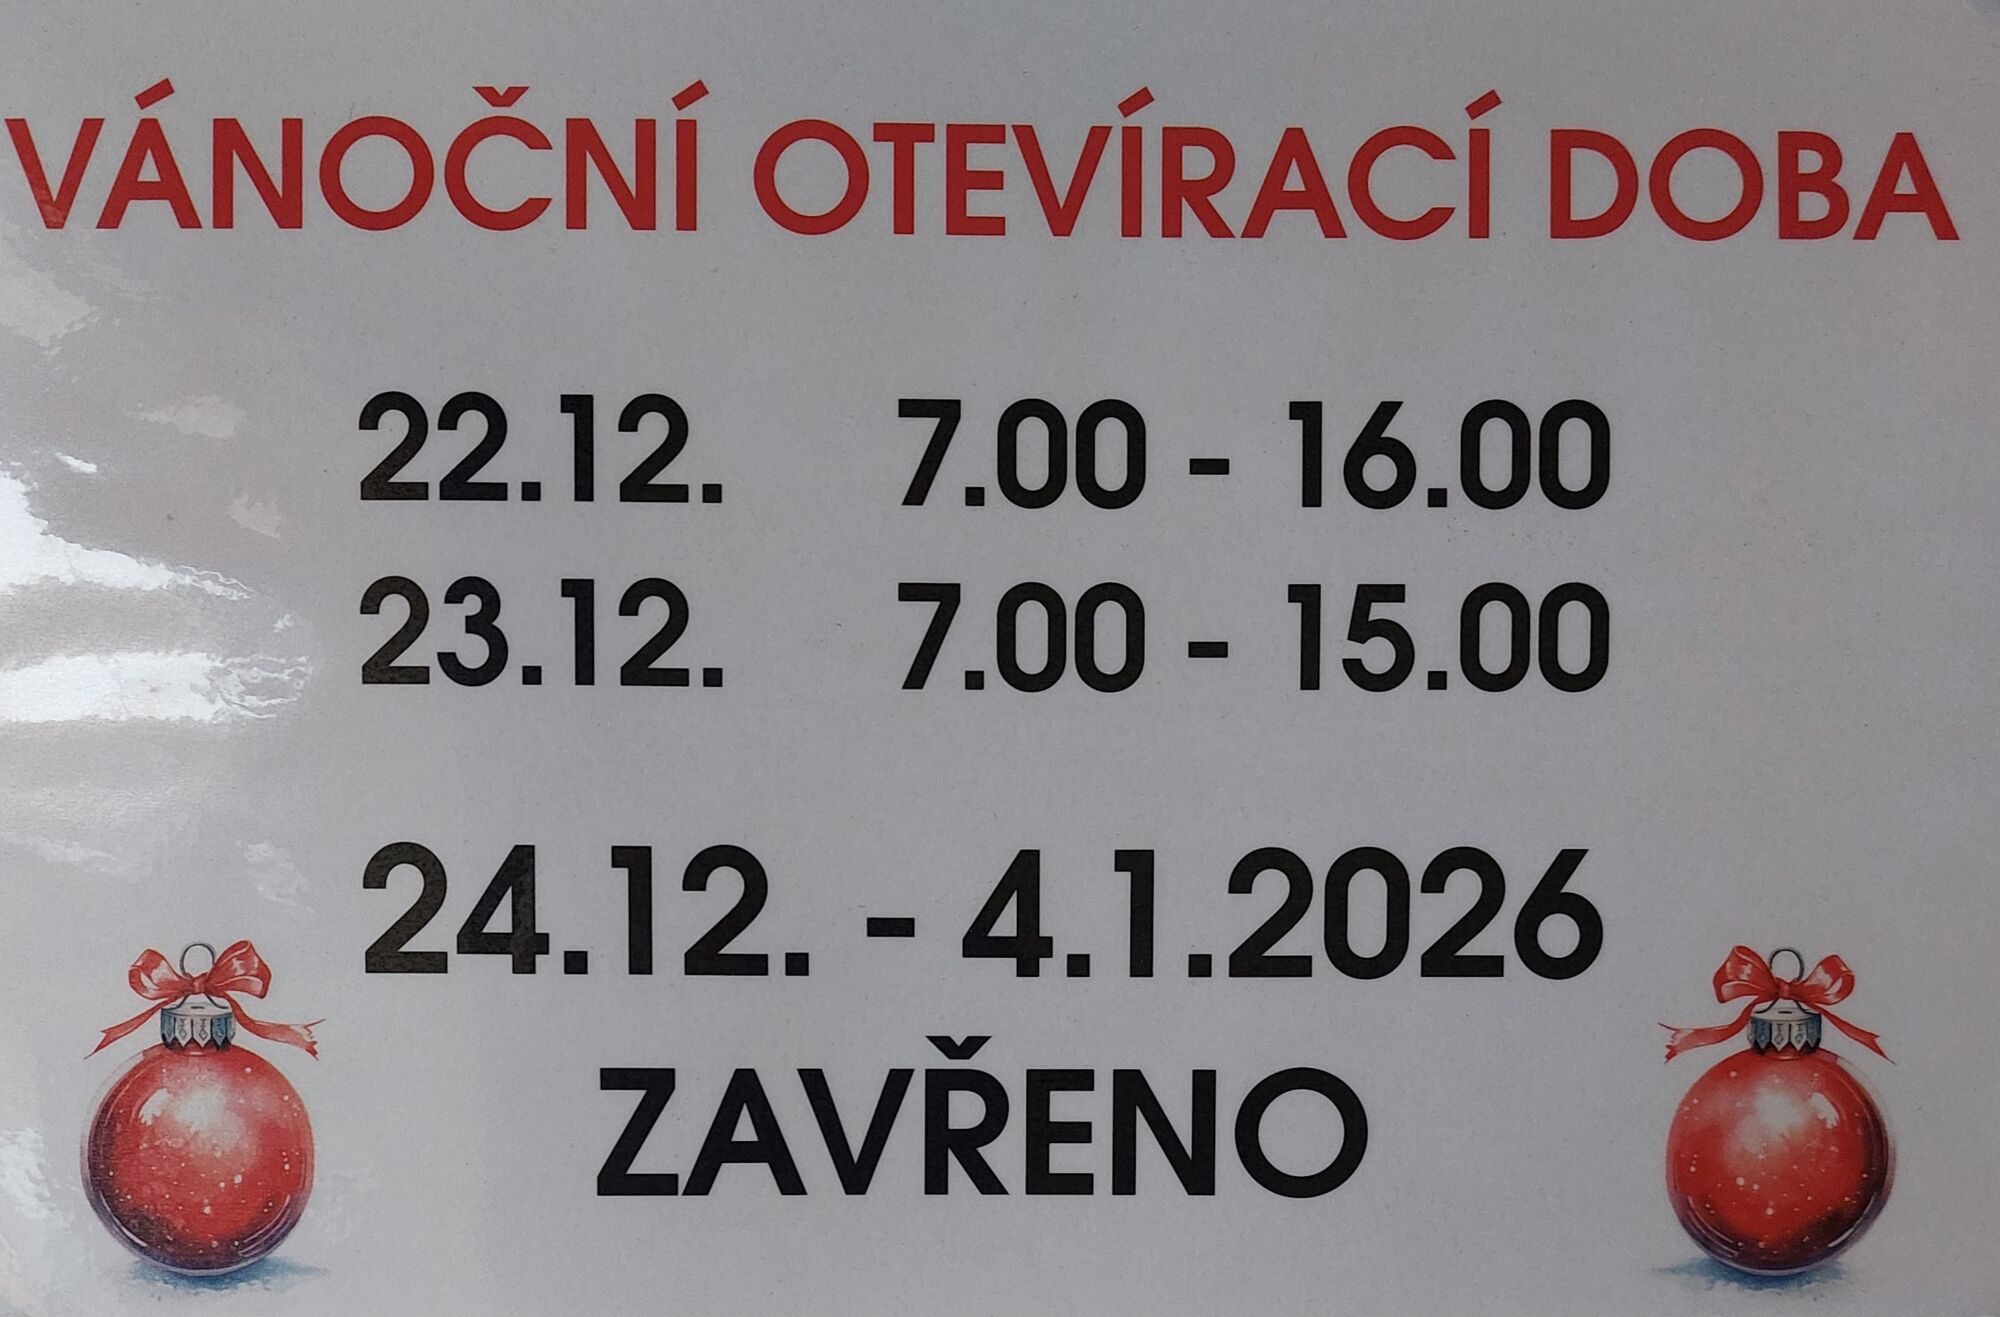 VÁNOČNÍ OTEVÍRACÍ DOBA
22.12. 7.00 - 16.00
23.12. 7.00 - 15.00
24.12. - 4.1.2026
ZAVŘENO